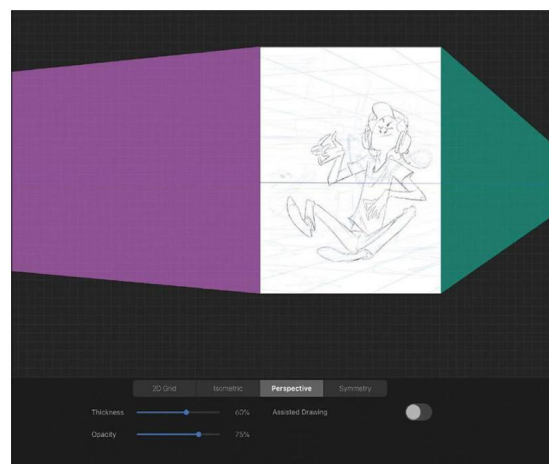 2D Grid Isometric Perspective Symmetry
Thickness 60% Assisted Drawing
Opacity 75%